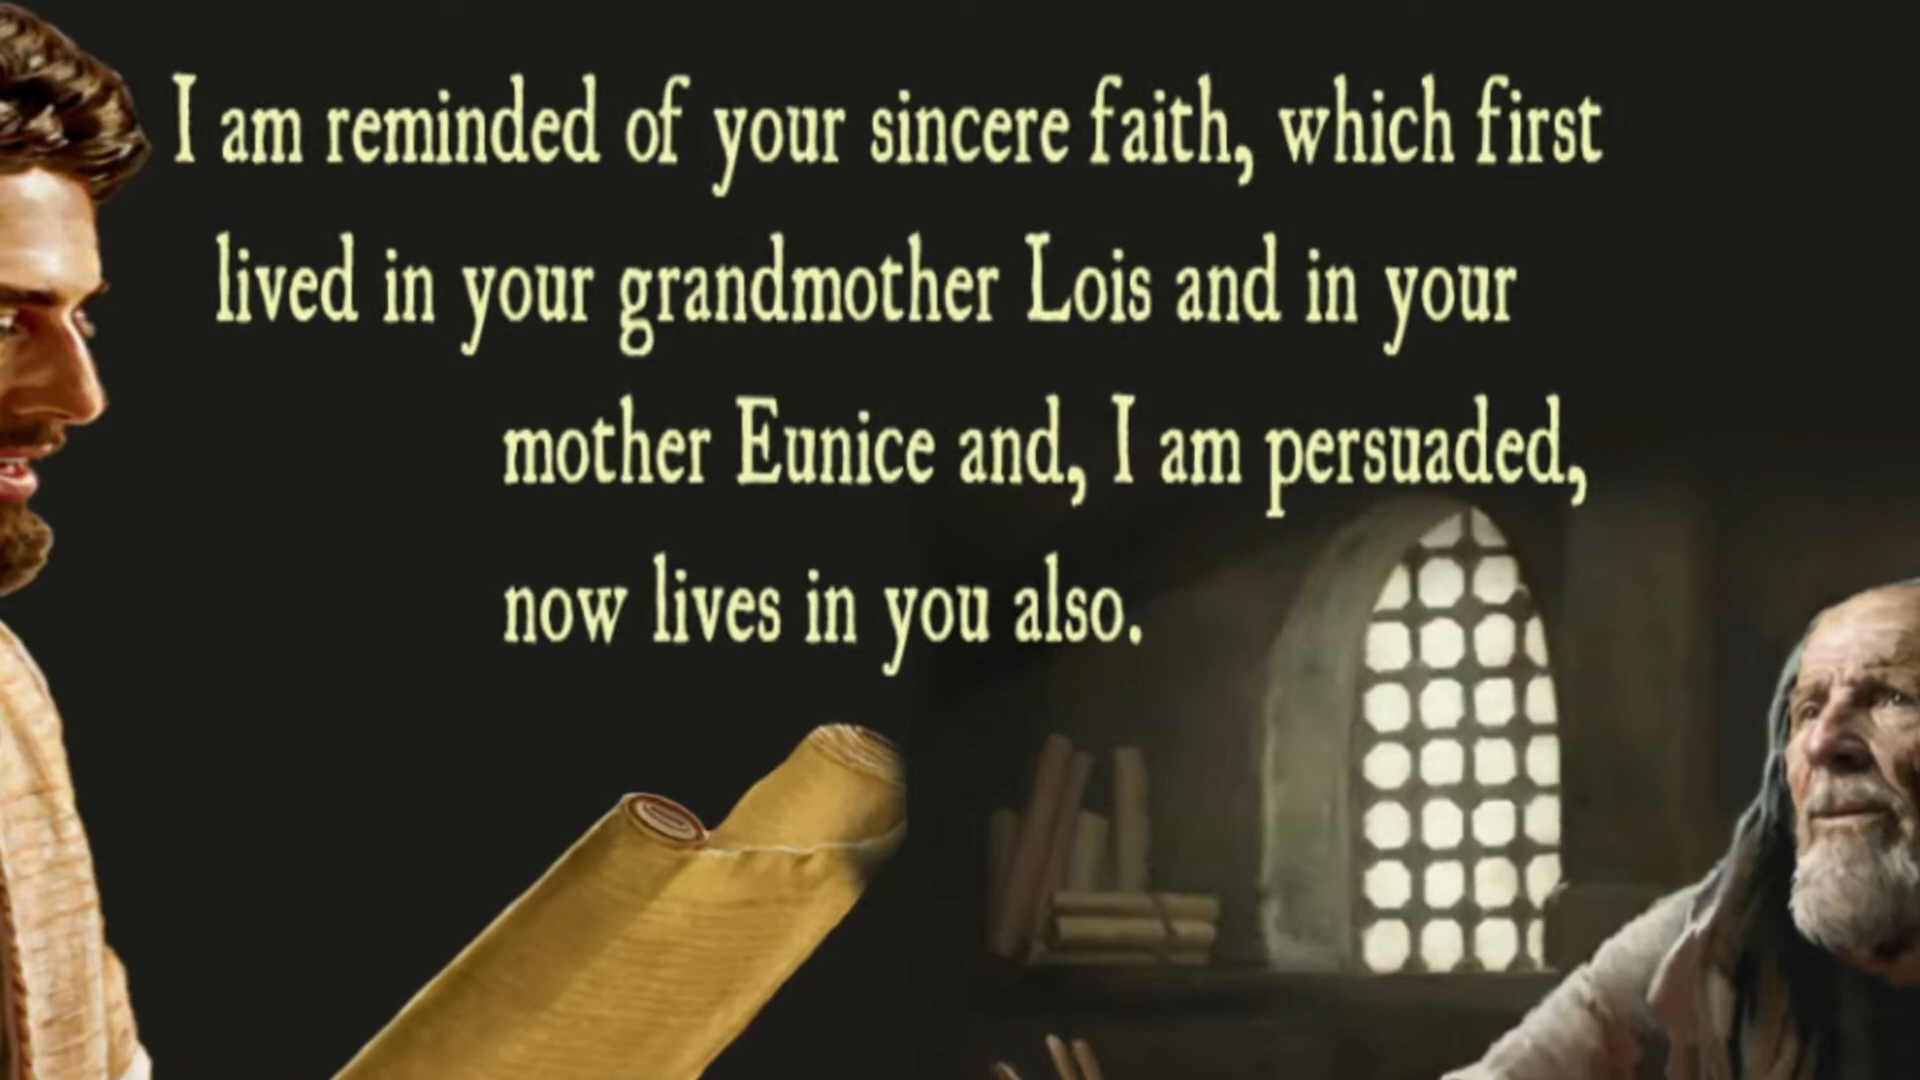 I am reminded of your sincere faith, which first
lived in your grandmother Lois and in your
mother Eunice and, I am persuaded,
now lives in you also.